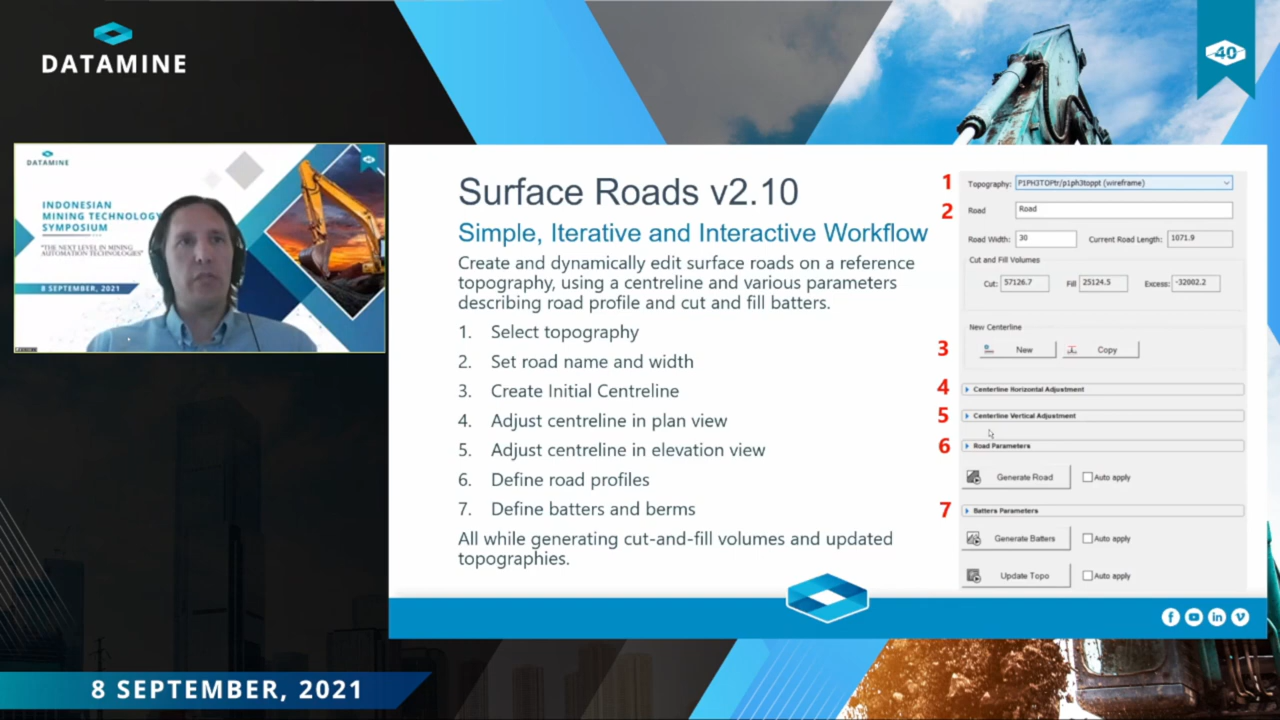 DATAMINE
40
DATAMINE
INDONESIAN
MINING TECHNOLOGY
SYMPOSIUM
"THE NEXT LEVEL IN MINING
AUTOMATION TECHNOLOGIES"
8 SEPTEMBER, 2021
Surface Roads v2.10
Simple, Iterative and Interactive Workflow
Create and dynamically edit surface roads on a reference
topography, using a centreline and various parameters
describing road profile and cut and fill batters.
1. Select topography
2. Set road name and width
3. Create Initial Centreline
4. Adjust centreline in plan view
5. Adjust centreline in elevation view
6. Define road profiles
7. Define batters and berms
All while generating cut-and-fill volumes and updated
topographies.
1 Topography: P1PH3TOPtr/p1ph3toppt (wireframe)
2 Road Road
Road Width: 30 Current Road Length: 1071.9
Cut and Fill Volumes
Cut: 57126.7 Fill 25124.5 Excess: -32002.2
New Centerline
3 New Copy
4 Centerline Horizontal Adjustment
5 Centerline Vertical Adjustment
6 Road Parameters
Generate Road Auto apply
7 Batters Parameters
Generate Batters Auto apply
Update Topo Auto apply
8 SEPTEMBER, 2021